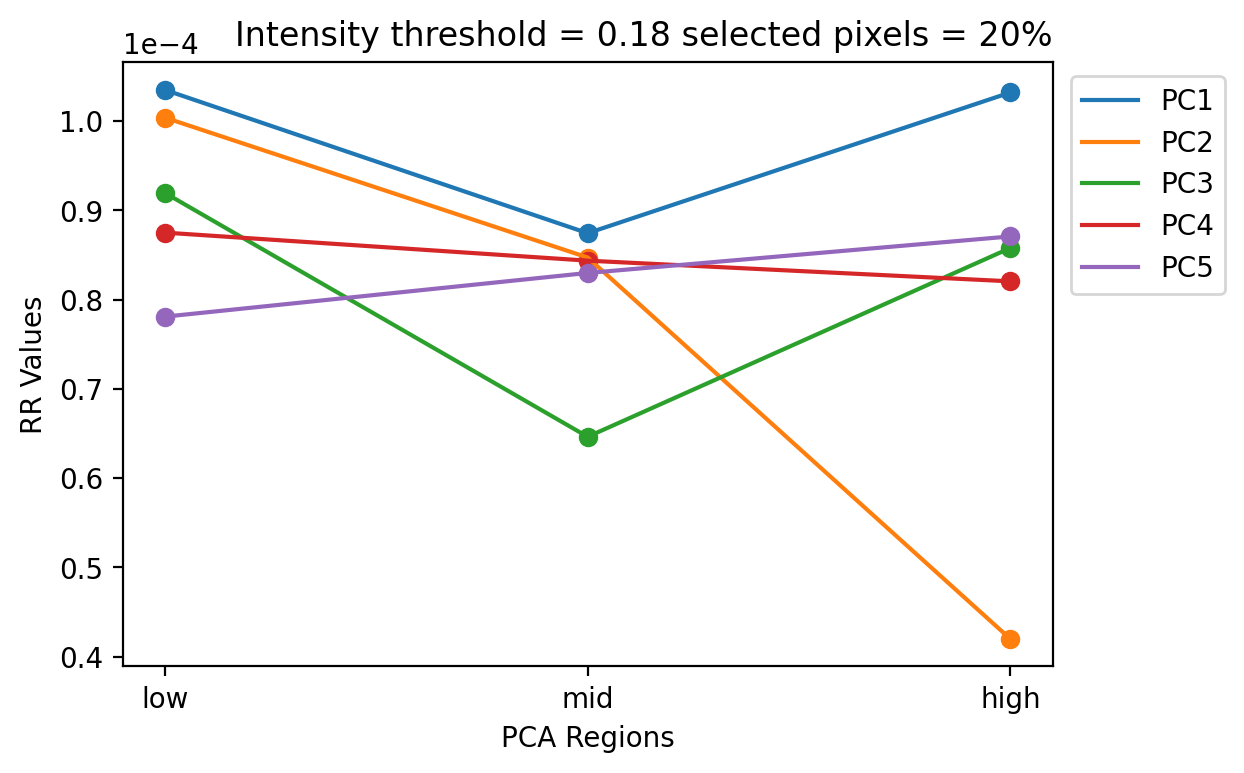 Intensity threshold = 0.18 selected pixels = 20%
1e−4
1.0
0.9
0.8
0.7
0.6
0.5
0.4
RR Values
low
mid
high
PCA Regions
PC1
PC2
PC3
PC4
PC5